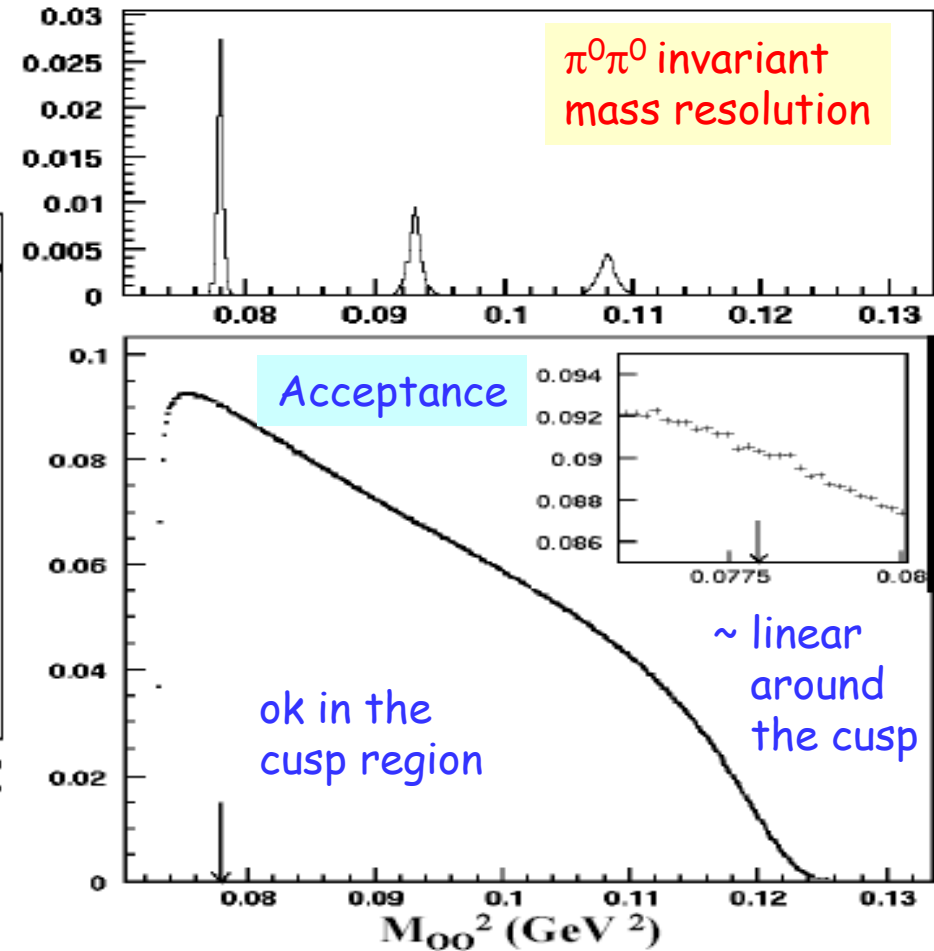 0.03
0.025
0.02
0.015
0.01
0.005
0
π⁰π⁰ invariant
mass resolution
0.08 0.09 0.1 0.11 0.12 0.13
0.1
0.08
0.06
0.04
0.02
0
Acceptance
0.094
0.092
0.09
0.088
0.086
0.0775 0.08
~ linear
around
the cusp
ok in the
cusp region
0.08 0.09 0.1 0.11 0.12 0.13
M₀₀² (GeV ²)